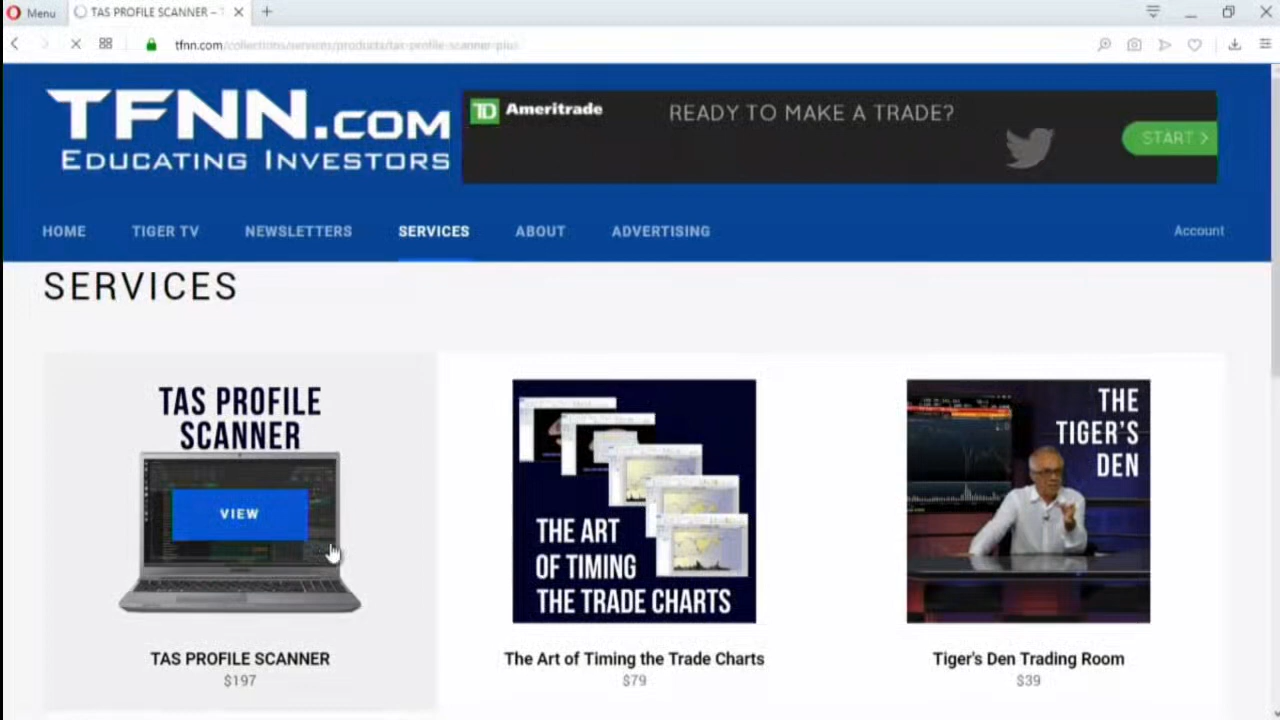 Menu
TAS PROFILE SCANNER – T
tfnn.com/collections/services/products/tas-profile-scanner-plus
TFNN.COM
EDUCATING INVESTORS
TD Ameritrade
READY TO MAKE A TRADE?
START >
HOME
TIGER TV
NEWSLETTERS
SERVICES
ABOUT
ADVERTISING
Account
SERVICES
TAS PROFILE
SCANNER
VIEW
THE ART
OF TIMING
THE TRADE CHARTS
THE
TIGER'S
DEN
TAS PROFILE SCANNER
$197
The Art of Timing the Trade Charts
$79
Tiger's Den Trading Room
$39